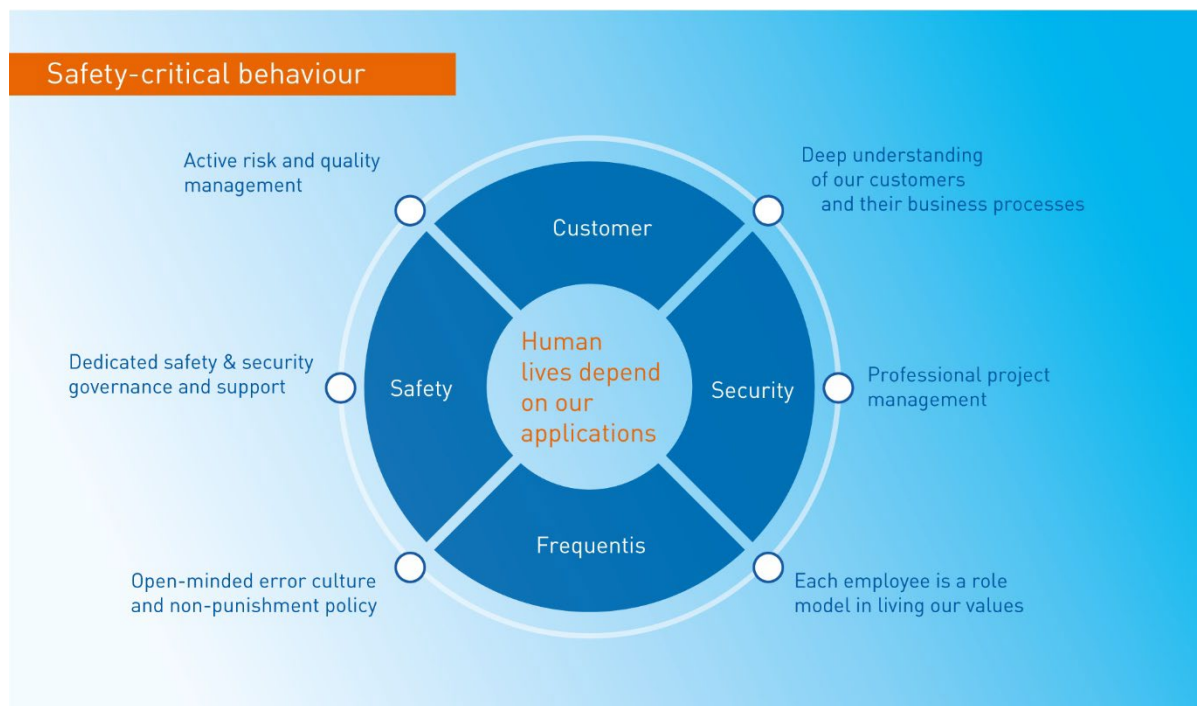 Safety-critical behaviour
Active risk and quality
management
Deep understanding
of our customers
and their business processes
Customer
Dedicated safety & security
governance and support
Safety
Human
lives depend
on our
applications
Security
Professional project
management
Frequentis
Open-minded error culture
and non-punishment policy
Each employee is a role
model in living our values